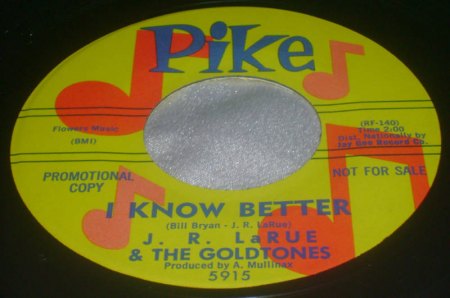 Pike
Flowers Music
(BMI)
(RF-140)
Time 2:00
Dist. Nationally by
Jay Gee Record Co.
PROMOTIONAL
COPY
NOT FOR SALE
I KNOW BETTER
(Bill Bryan - J. R. LaRue)
J. R. LaRUE
& THE GOLDTONES
Produced by A. Mullinax
5915